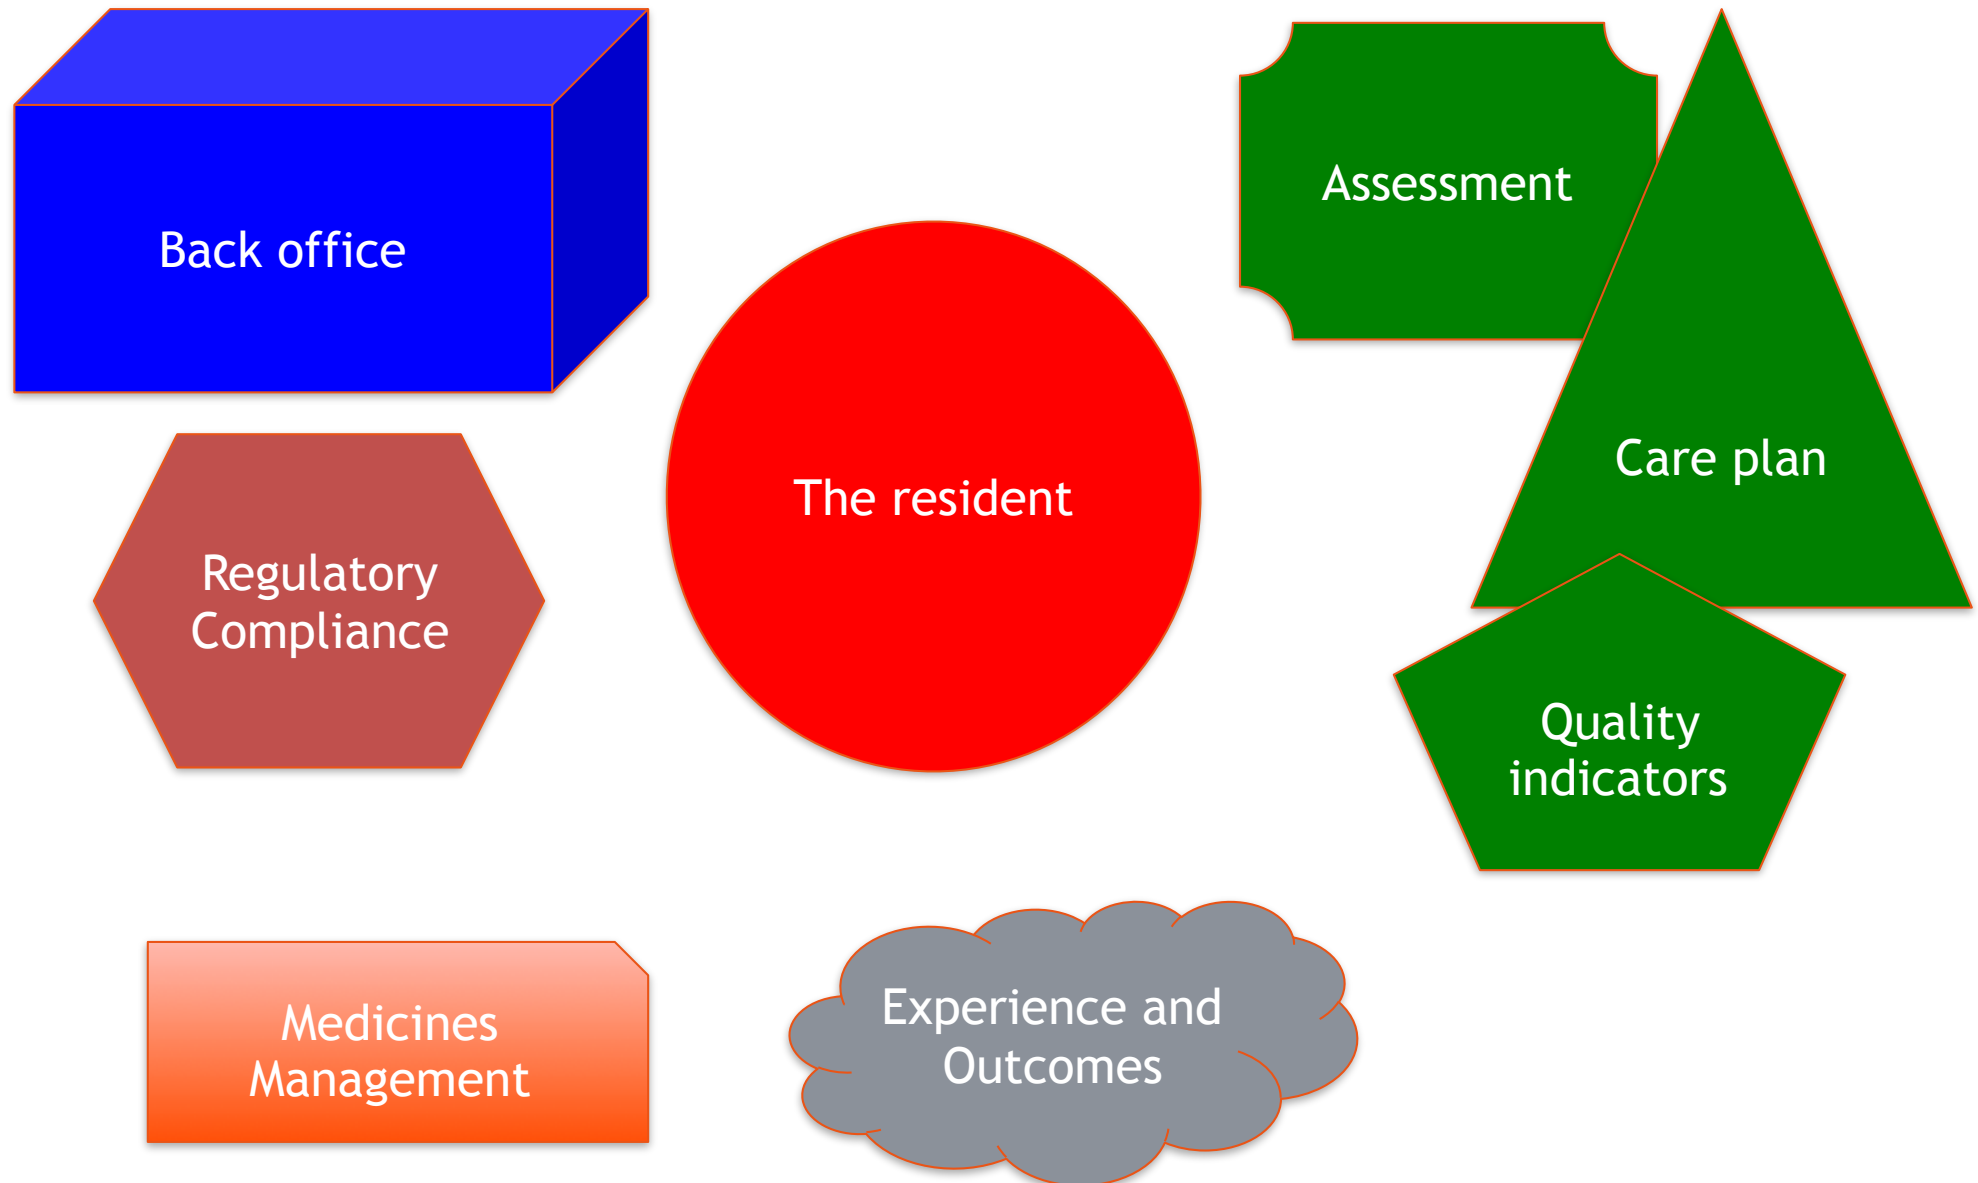 Back office
Assessment
The resident
Care plan
Regulatory
Compliance
Quality
indicators
Medicines
Management
Experience and
Outcomes